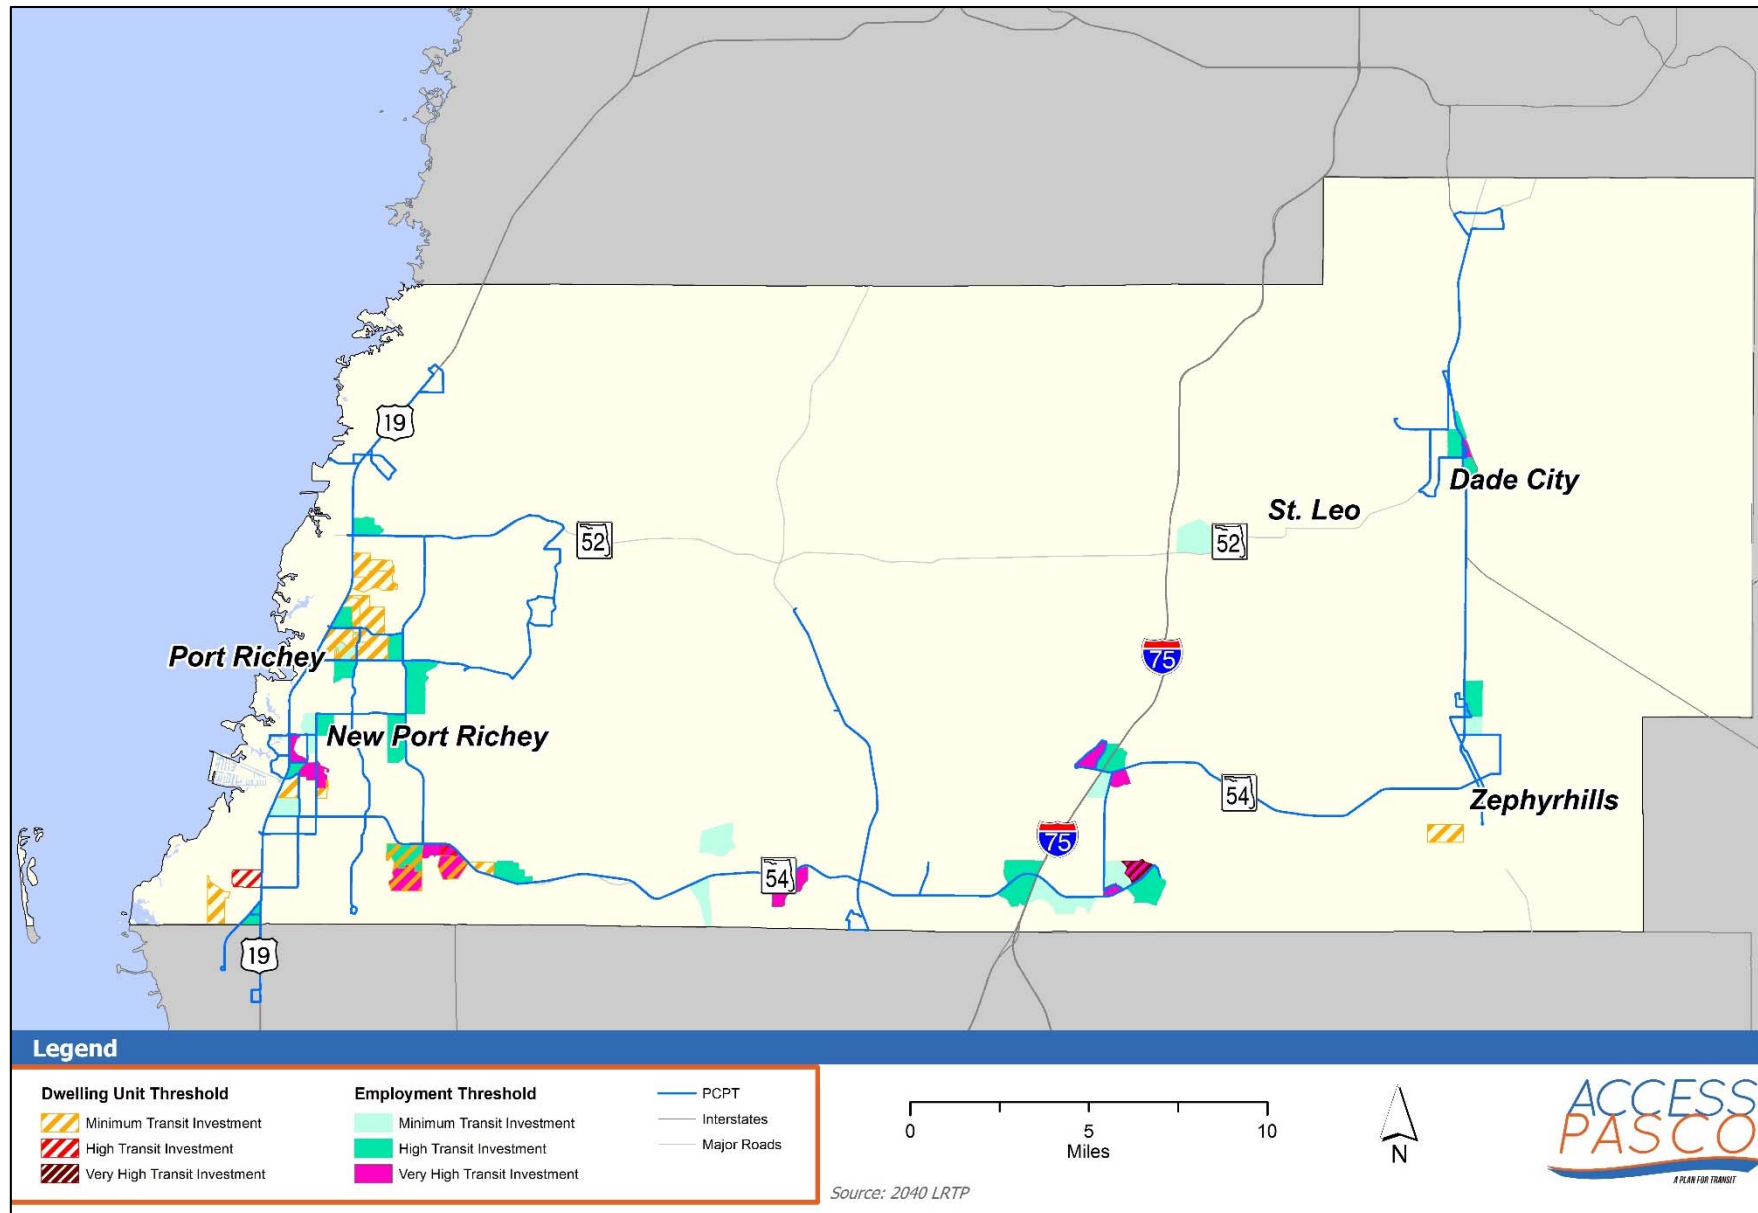 19
52
St. Leo
52
Dade City
Port Richey
75
New Port Richey
54
Zephyrhills
75
54
19
Legend
Dwelling Unit Threshold
Minimum Transit Investment
High Transit Investment
Very High Transit Investment
Employment Threshold
Minimum Transit Investment
High Transit Investment
Very High Transit Investment
PCPT
Interstates
Major Roads
0 5 10
Miles
N
ACCESS
PASCO
A PLAN FOR TRANSIT
Source: 2040 LRTP